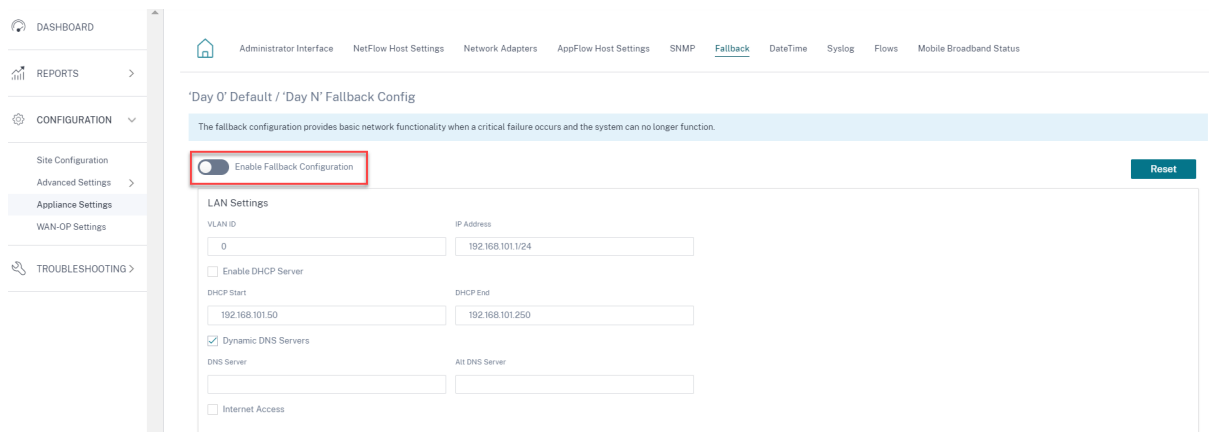 DASHBOARD
Administrator Interface NetFlow Host Settings Network Adapters AppFlow Host Settings SNMP Fallback DateTime Syslog Flows Mobile Broadband Status
REPORTS
'Day 0' Default / 'Day N' Fallback Config
CONFIGURATION
The fallback configuration provides basic network functionality when a critical failure occurs and the system can no longer function.
Site Configuration
Advanced Settings
Appliance Settings
WAN-OP Settings
TROUBLESHOOTING
Enable Fallback Configuration
Reset
LAN Settings
VLAN ID IP Address
0 192.168.101.1/24
Enable DHCP Server
DHCP Start DHCP End
192.168.101.50 192.168.101.250
Dynamic DNS Servers
DNS Server Alt DNS Server
Internet Access